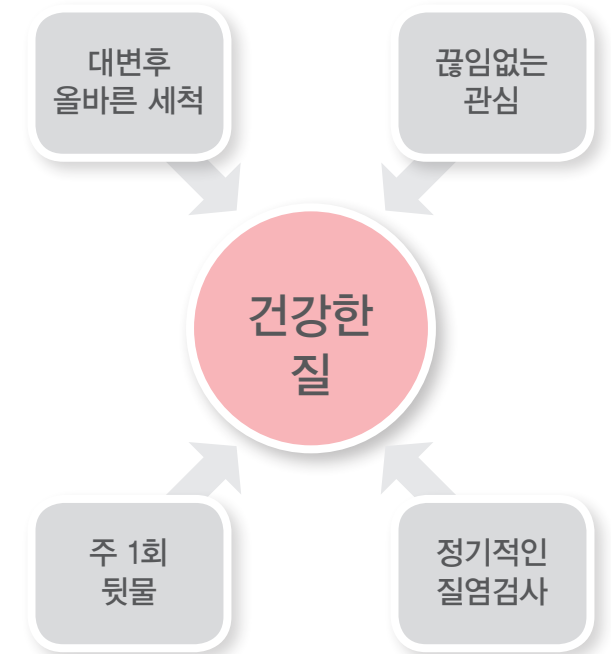 대변후
올바른 세척
끊임없는
관심
건강한
질
주 1회
뒷물
정기적인
질염검사